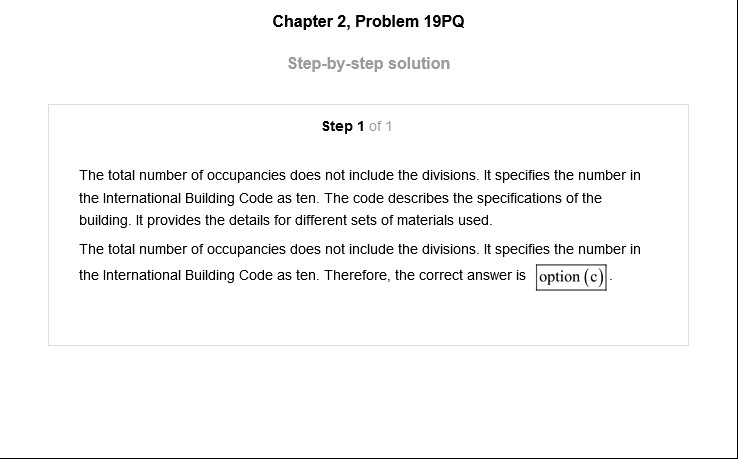 Chapter 2, Problem 19PQ
Step-by-step solution
Step 1 of 1
The total number of occupancies does not include the divisions. It specifies the number in
the International Building Code as ten. The code describes the specifications of the
building. It provides the details for different sets of materials used.
The total number of occupancies does not include the divisions. It specifies the number in
the International Building Code as ten. Therefore, the correct answer is option (c).